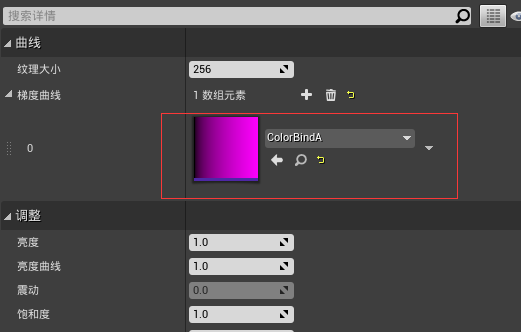 搜索详情
曲线
纹理大小 256
梯度曲线 1 数组元素
0 ColorBindA
调整
亮度 1.0
亮度曲线 1.0
震动 0.0
饱和度 1.0